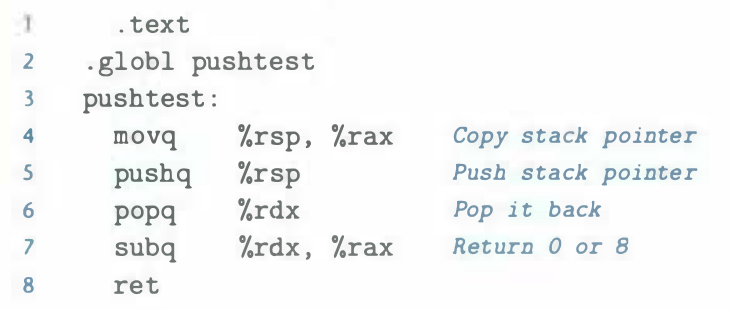 1 .text
2 .globl pushtest
3 pushtest:
4 movq %rsp, %rax Copy stack pointer
5 pushq %rsp Push stack pointer
6 popq %rdx Pop it back
7 subq %rdx, %rax Return 0 or 8
8 ret